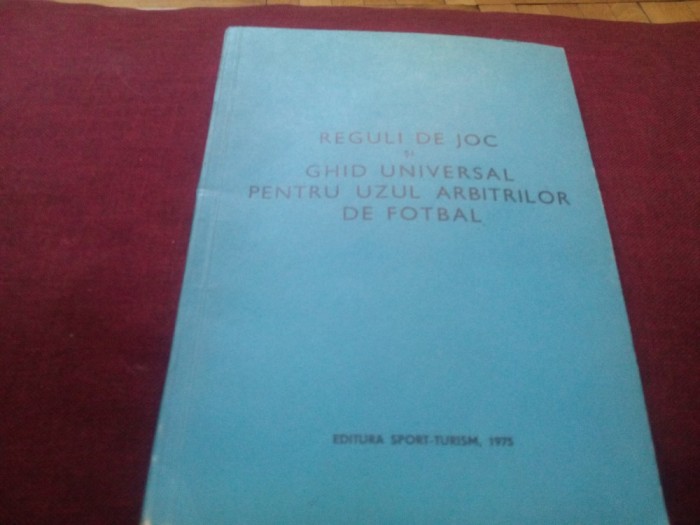 REGULI DE JOC
și
GHID UNIVERSAL
PENTRU UZUL ARBITRILOR
DE FOTBAL
EDITURA SPORT-TURISM, 1975